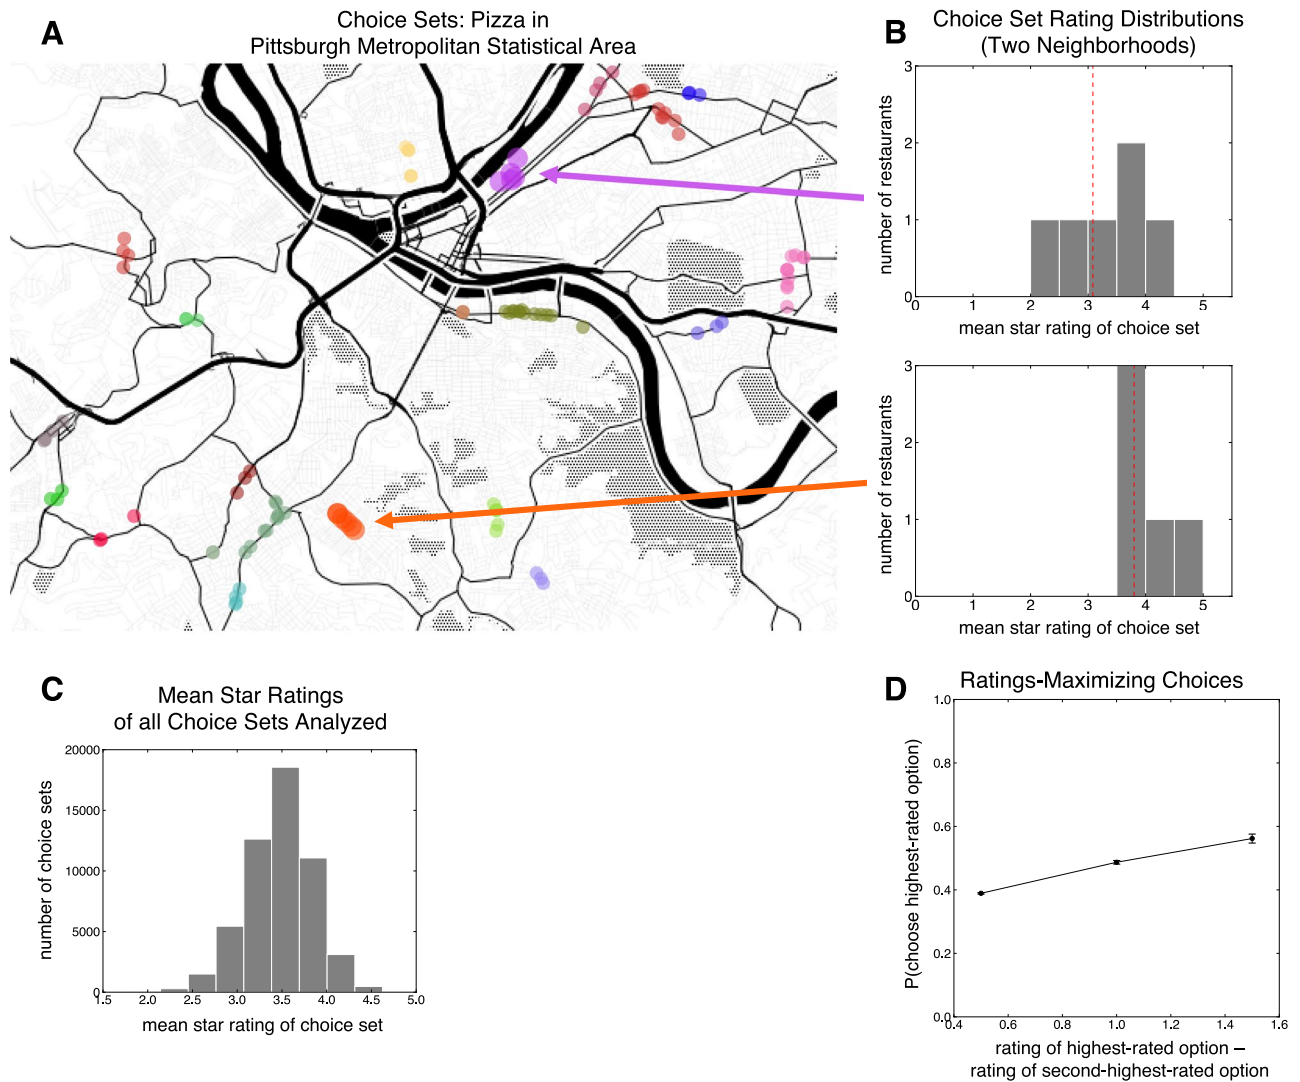 A
Choice Sets: Pizza in
Pittsburgh Metropolitan Statistical Area
B
Choice Set Rating Distributions
(Two Neighborhoods)
number of restaurants
3
2
1
0
0 1 2 3 4 5
mean star rating of choice set
number of restaurants
3
2
1
0
0 1 2 3 4 5
mean star rating of choice set
C
Mean Star Ratings
of all Choice Sets Analyzed
number of choice sets
20000
15000
10000
5000
0
1.5 2.0 2.5 3.0 3.5 4.0 4.5 5.0
mean star rating of choice set
D
Ratings-Maximizing Choices
P(choose highest-rated option)
1.0
0.8
0.6
0.4
0.2
0.0
0.4 0.6 0.8 1.0 1.2 1.4 1.6
rating of highest-rated option –
rating of second-highest-rated option